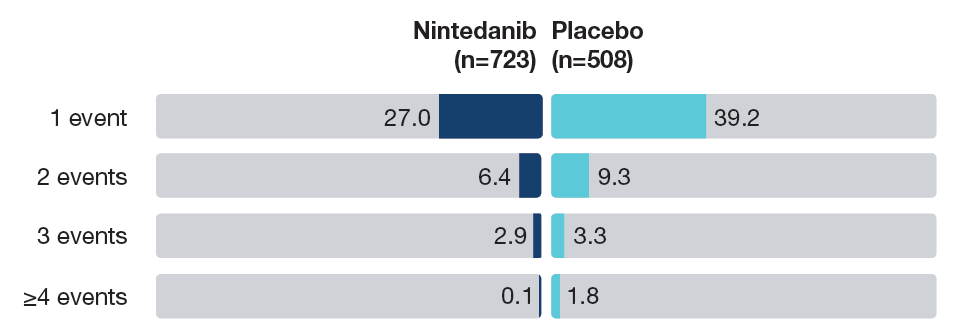 Nintedanib Placebo
(n=723) (n=508)
1 event 27.0 39.2
2 events 6.4 9.3
3 events 2.9 3.3
≥4 events 0.1 1.8